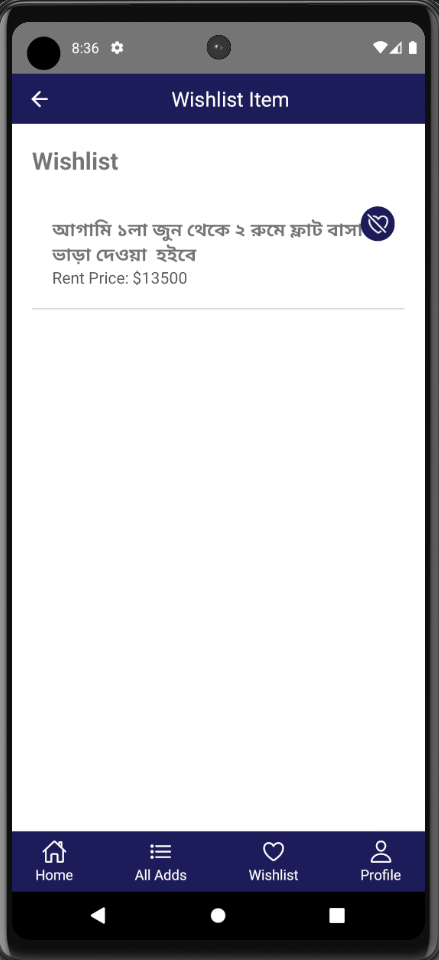 8:36
Wishlist Item
Wishlist
আগামি ১লা জুন থেকে ২ রুমে ফ্লাট বাসা
ভাড়া দেওয়া হইবে
Rent Price: $13500
Home
All Adds
Wishlist
Profile